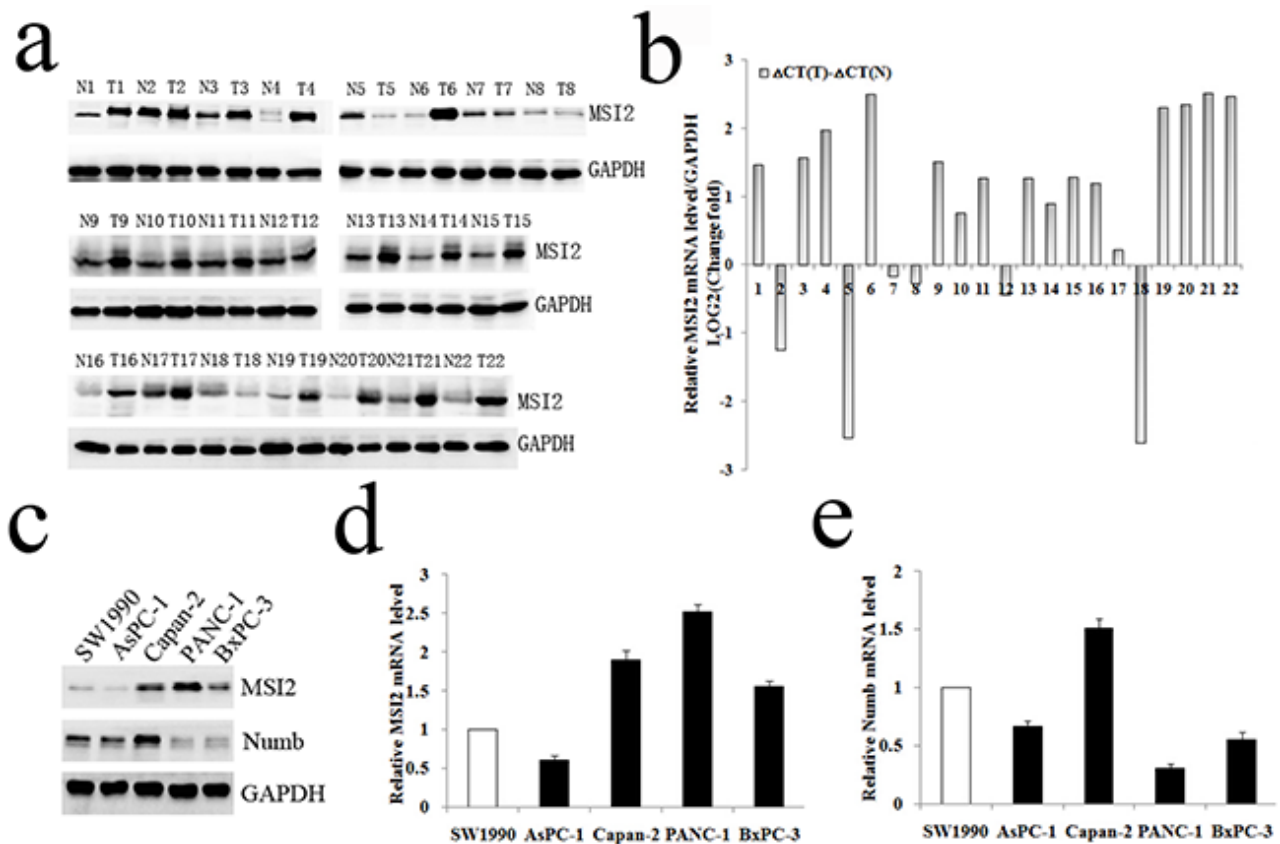 a
N1 T1 N2 T2 N3 T3 N4 T4
N5 T5 N6 T6 N7 T7 N8 T8
MSI2
GAPDH
N9 T9 N10 T10 N11 T11 N12 T12
N13 T13 N14 T14 N15 T15
MSI2
GAPDH
N16 T16 N17 T17 N18 T18 N19 T19 N20 T20 N21 T21 N22 T22
MSI2
GAPDH
b
Relative MSI2 mRNA level/GAPDH
LOG2(Change fold)
ΔCT(T)-ΔCT(N)
3
2
1
0
-1
-2
-3
1 2 3 4 5 6 7 8 9 10 11 12 13 14 15 16 17 18 19 20 21 22
c
SW1990 AsPC-1 Capan-2 PANC-1 BxPC-3
MSI2
Numb
GAPDH
d
Relative MSI2 mRNA lelvel
3
2.5
2
1.5
1
0.5
0
SW1990 AsPC-1 Capan-2 PANC-1 BxPC-3
e
Relative Numb mRNA level
2
1.5
1
0.5
0
SW1990 AsPC-1 Capan-2 PANC-1 BxPC-3